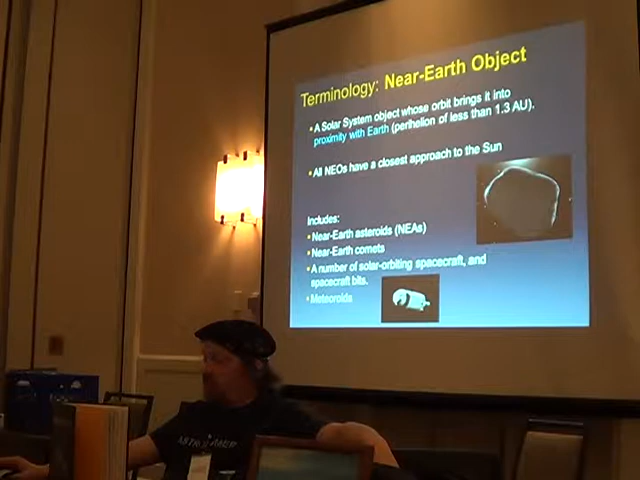 Terminology: Near-Earth Object
• A Solar System object whose orbit brings it into
proximity with Earth (perihelion of less than 1.3 AU).
• All NEOs have a closest approach to the Sun
Includes:
• Near-Earth asteroids (NEAs)
• Near-Earth comets
• A number of solar-orbiting spacecraft, and
spacecraft bits.
• Meteoroids